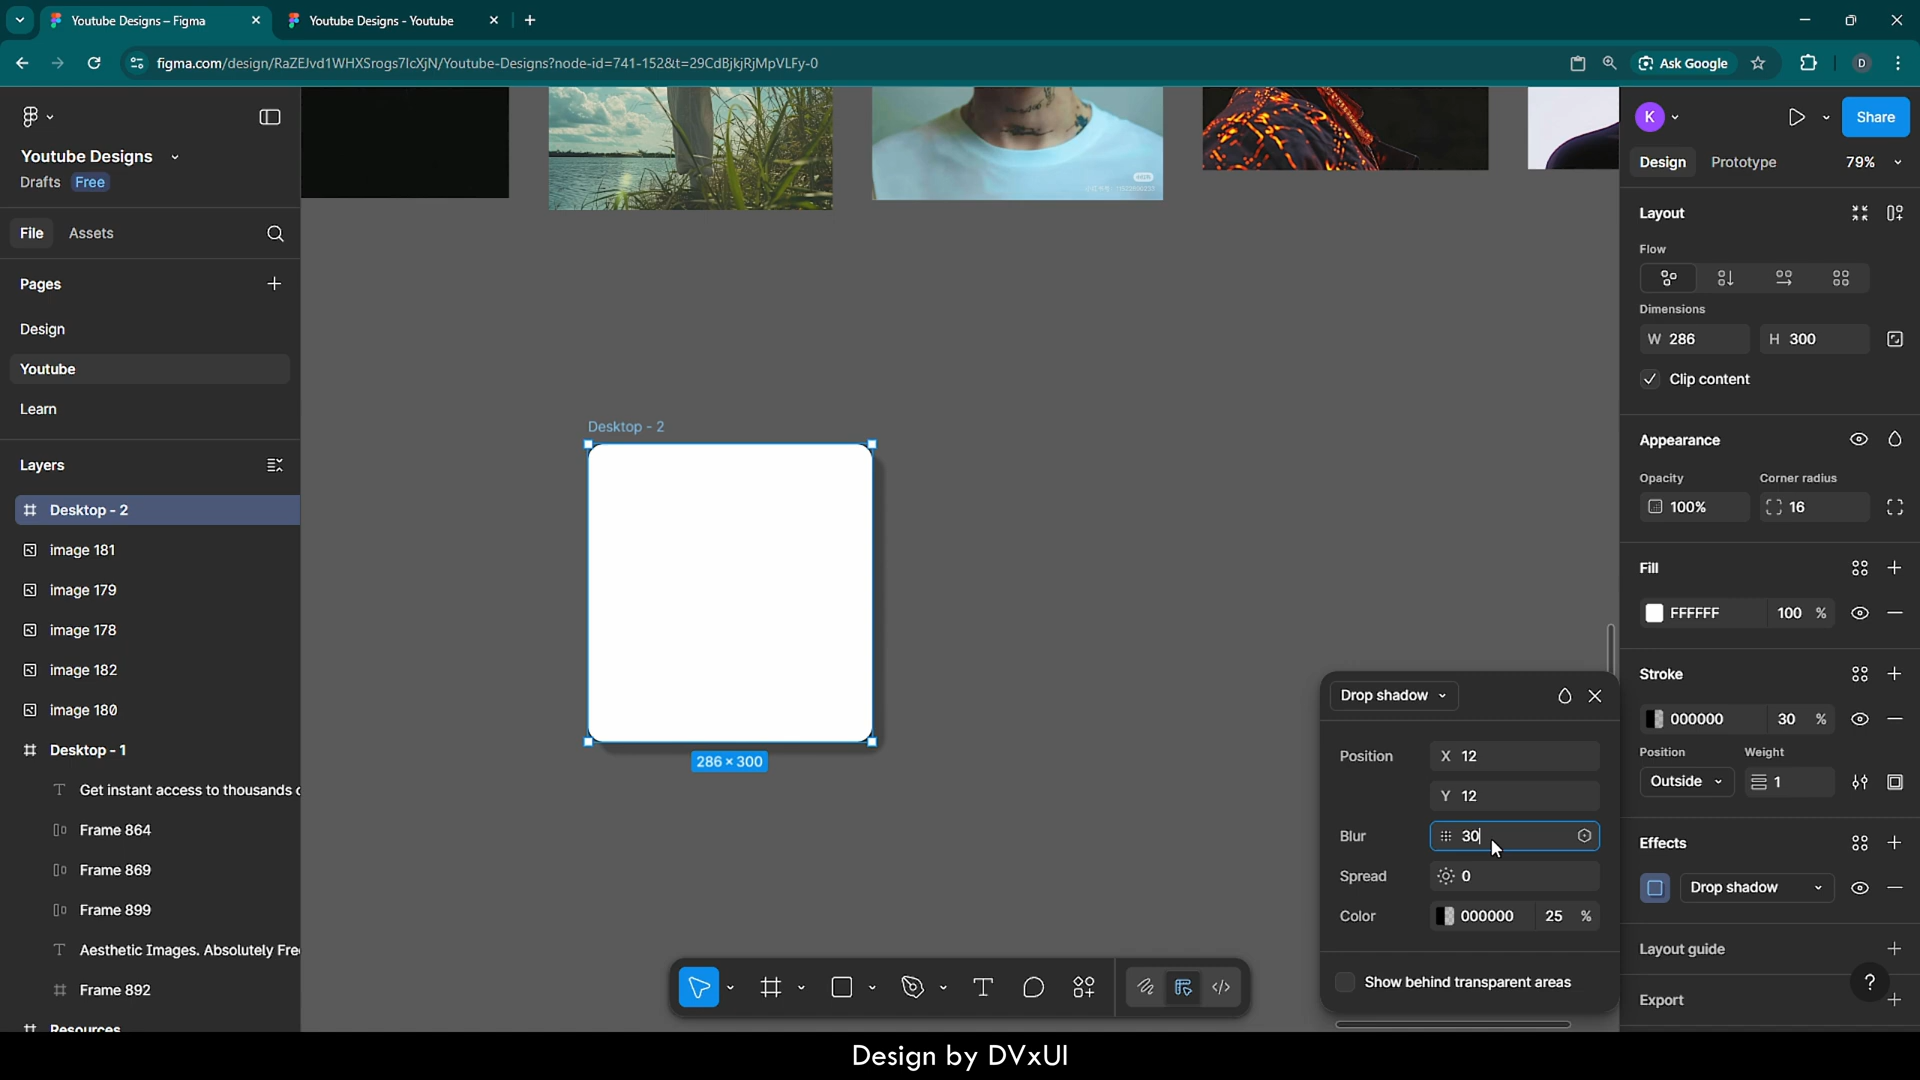 Youtube Designs – Figma
Youtube Designs - Youtube
figma.com/design/RaZEJvd1WHXSrogs7IcXjN/Youtube-Designs?node-id=741-152&t=29CdBjkjRjMpVLFy-0
Ask Google
D
Youtube Designs
Drafts Free
File Assets
Pages
Design
Youtube
Learn
Layers
Desktop - 2
image 181
image 179
image 178
image 182
image 180
Desktop - 1
Get instant access to thousands
Frame 864
Frame 869
Frame 899
Aesthetic Images. Absolutely Fre
Frame 892
Resources
Desktop - 2
286 × 300
Drop shadow
Position X 12
Y 12
Blur 30
Spread 0
Color 000000 25 %
Show behind transparent areas
K
Share
Design Prototype 79%
Layout
Flow
Dimensions
W 286 H 300
Clip content
Appearance
Opacity Corner radius
100% 16
Fill
FFFFFF 100 %
Stroke
000000 30 %
Position Weight
Outside 1
Effects
Drop shadow
Layout guide
Export
?
Design by DVxUI